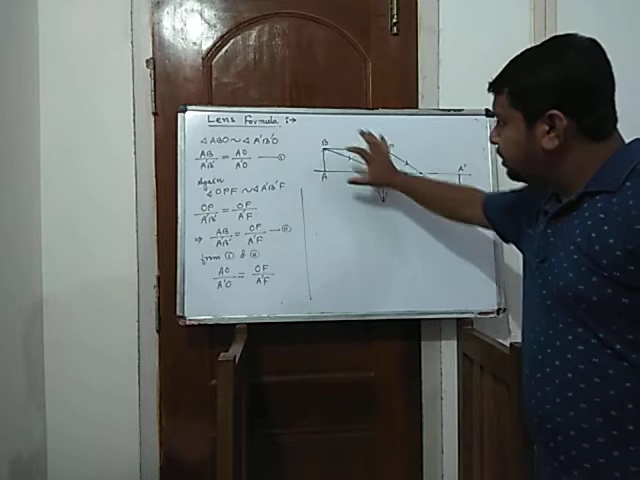 Lens Formula :→
△ABO ~ △A'B'O
AB/A'B' = AO/A'O — ①
Again
△OPF ~ △A'B'F
OP/A'B' = OF/A'F
⇒ AB/A'B' = OF/A'F — ②
from ① & ②
AO/A'O = OF/A'F
B
A
A'